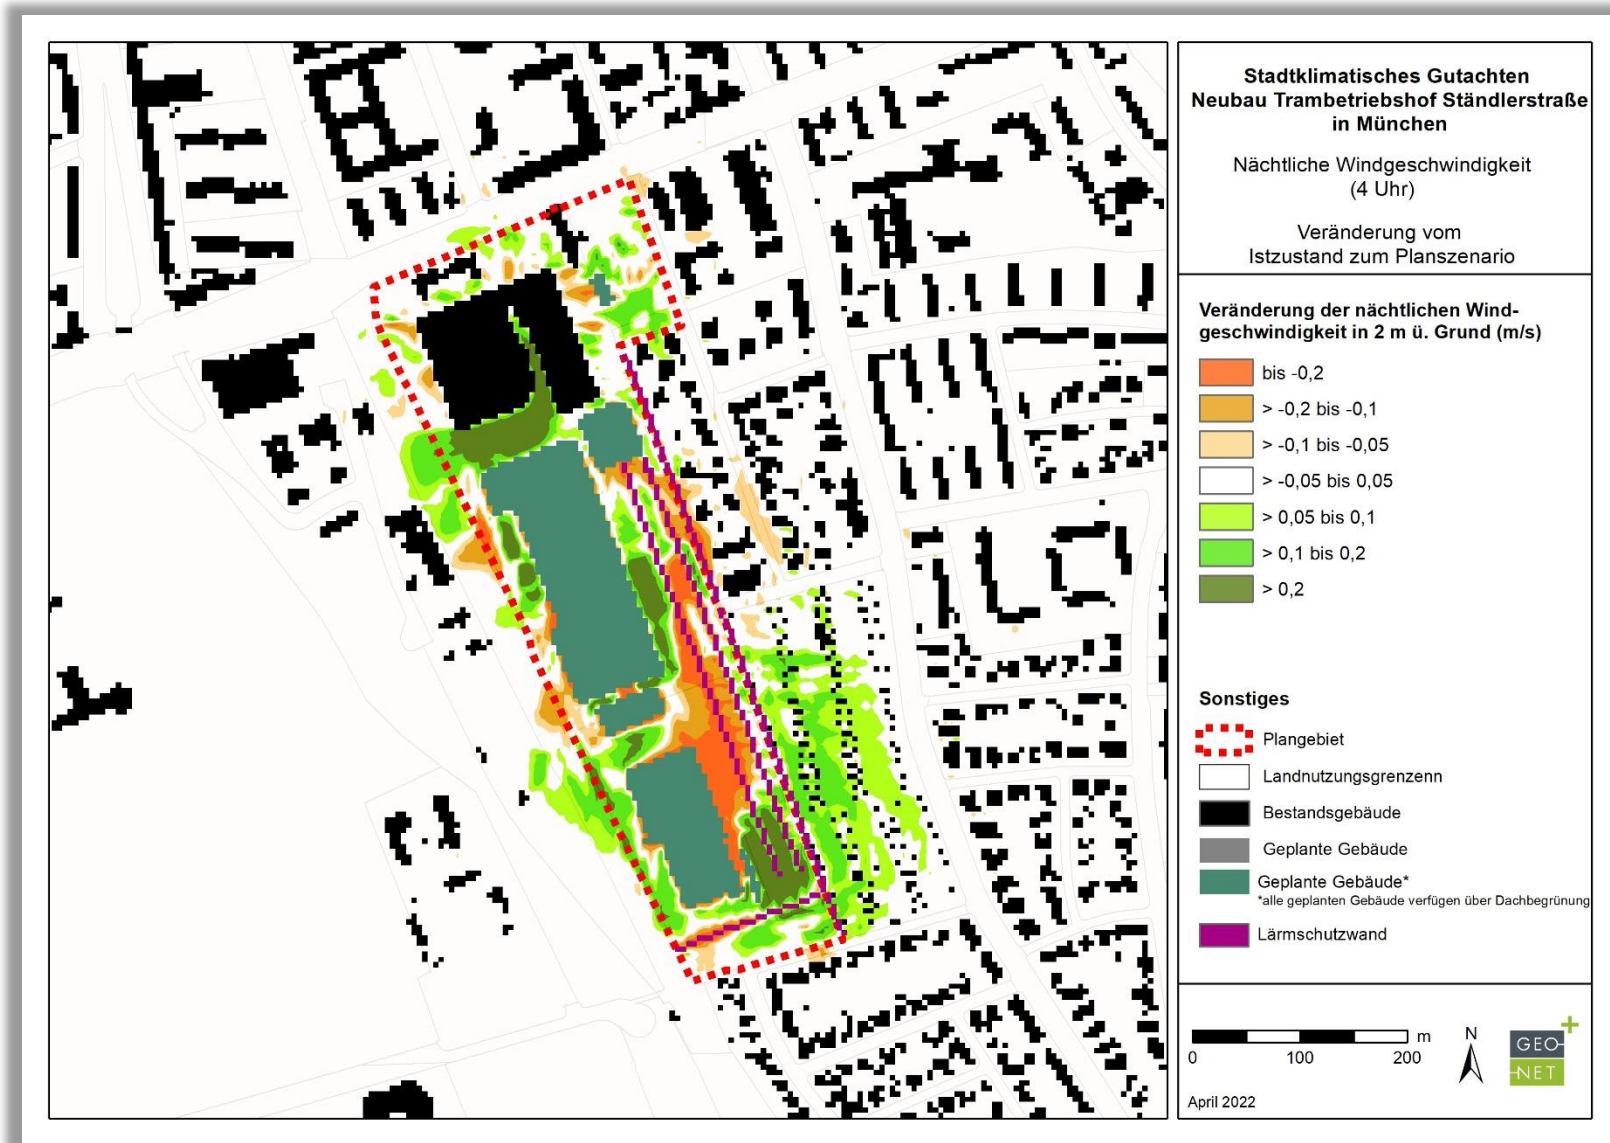 Stadtklimatisches Gutachten
Neubau Trambetriebshof Ständlerstraße
in München
Nächtliche Windgeschwindigkeit
(4 Uhr)
Veränderung vom
Istzustand zum Planszenario
Veränderung der nächtlichen Wind-
geschwindigkeit in 2 m ü. Grund (m/s)
bis -0,2
> -0,2 bis -0,1
> -0,1 bis -0,05
> -0,05 bis 0,05
> 0,05 bis 0,1
> 0,1 bis 0,2
> 0,2
Sonstiges
Plangebiet
Landnutzungsgrenzenn
Bestandsgebäude
Geplante Gebäude
Geplante Gebäude*
*alle geplanten Gebäude verfügen über Dachbegrünung
Lärmschutzwand
m
0 100 200
N
GEO
NET
April 2022